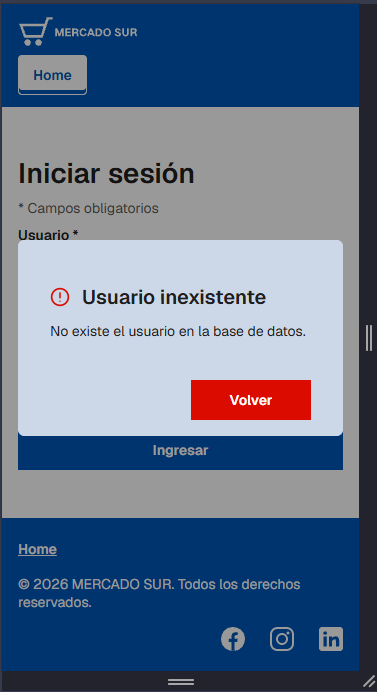 MERCADO SUR
Home
Iniciar sesión
* Campos obligatorios
Usuario *
Usuario inexistente
No existe el usuario en la base de datos.
Volver
Ingresar
Home
© 2026 MERCADO SUR. Todos los derechos
reservados.